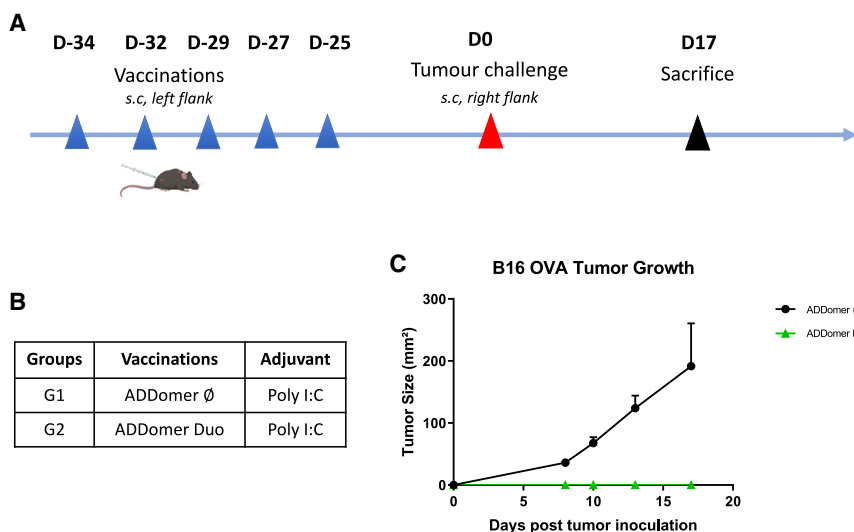 A
D-34 D-32 D-29 D-27 D-25 D0 D17
Vaccinations Tumour challenge Sacrifice
s.c, left flank s.c, right flank
B
Groups Vaccinations Adjuvant
G1 ADDomer Ø Poly I:C
G2 ADDomer Duo Poly I:C
C
B16 OVA Tumor Growth
Tumor Size (mm²)
300
200
100
0
0 5 10 15 20
Days post tumor inoculation
ADDomer
ADDomer